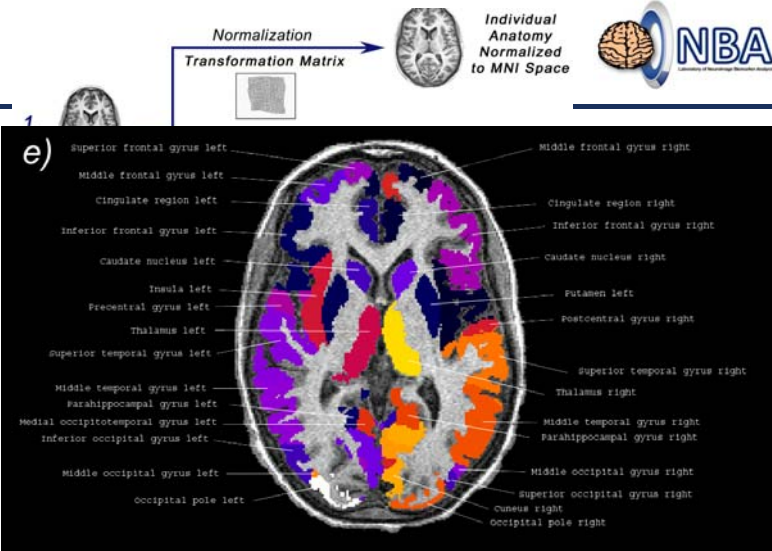 Normalization
Transformation Matrix
Individual
Anatomy
Normalized
to MNI Space
NBA
Laboratory of Neuroimage Biomarker Analysis
1
e)
Superior frontal gyrus left
Middle frontal gyrus left
Cingulate region left
Inferior frontal gyrus left
Caudate nucleus left
Insula left
Precentral gyrus left
Thalamus left
Superior temporal gyrus left
Middle temporal gyrus left
Parahippocampal gyrus left
Medial occipitotemporal gyrus left
Inferior occipital gyrus left
Middle occipital gyrus left
Occipital pole left
Middle frontal gyrus right
Cingulate region right
Inferior frontal gyrus right
Caudate nucleus right
Putamen left
Postcentral gyrus right
Superior temporal gyrus right
Thalamus right
Middle temporal gyrus right
Parahippocampal gyrus right
Middle occipital gyrus right
Superior occipital gyrus right
Cuneus right
Occipital pole right